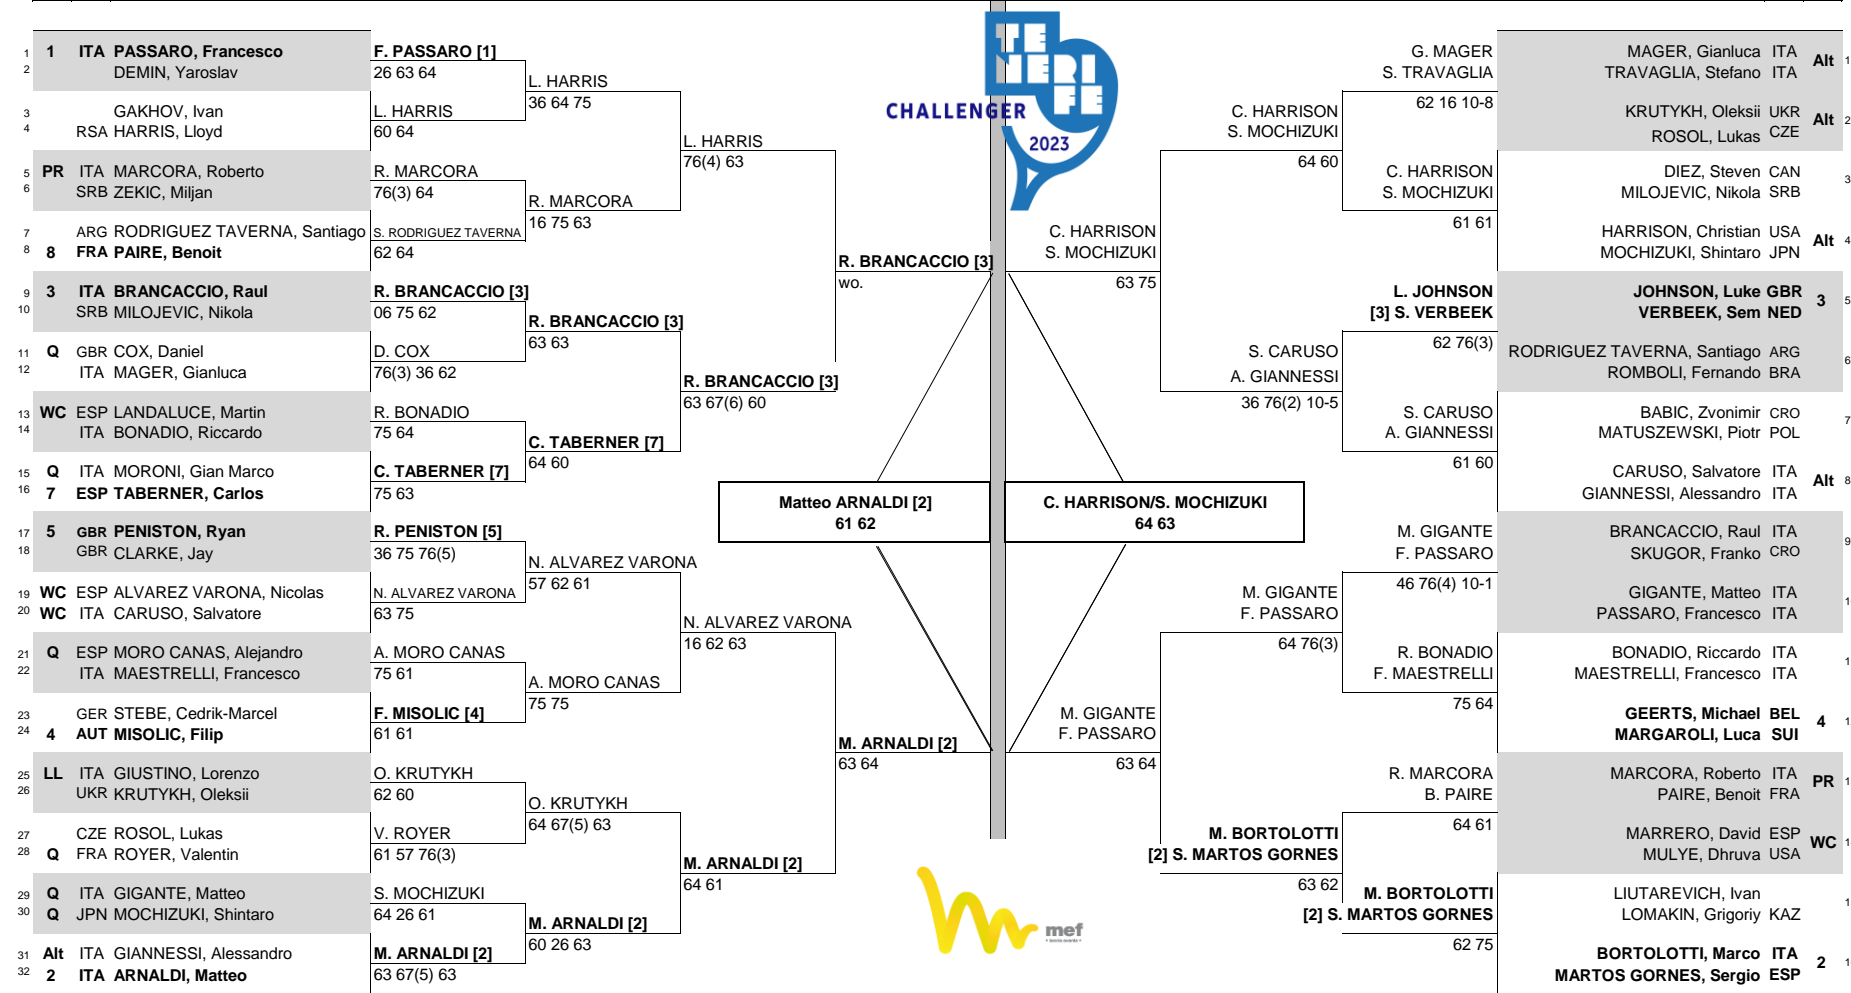 TE
NERI
FE
CHALLENGER
2023
1 1 ITA PASSARO, Francesco
2 DEMIN, Yaroslav
3 GAKHOV, Ivan
4 RSA HARRIS, Lloyd
5 PR ITA MARCORA, Roberto
6 SRB ZEKIC, Miljan
7 ARG RODRIGUEZ TAVERNA, Santiago
8 8 FRA PAIRE, Benoit
9 3 ITA BRANCACCIO, Raul
10 SRB MILOJEVIC, Nikola
11 Q GBR COX, Daniel
12 ITA MAGER, Gianluca
13 WC ESP LANDALUCE, Martin
14 ITA BONADIO, Riccardo
15 Q ITA MORONI, Gian Marco
16 7 ESP TABERNER, Carlos
17 5 GBR PENISTON, Ryan
18 GBR CLARKE, Jay
19 WC ESP ALVAREZ VARONA, Nicolas
20 WC ITA CARUSO, Salvatore
21 Q ESP MORO CANAS, Alejandro
22 ITA MAESTRELLI, Francesco
23 GER STEBE, Cedrik-Marcel
24 4 AUT MISOLIC, Filip
25 LL ITA GIUSTINO, Lorenzo
26 UKR KRUTYKH, Oleksii
27 CZE ROSOL, Lukas
28 Q FRA ROYER, Valentin
29 Q ITA GIGANTE, Matteo
30 Q JPN MOCHIZUKI, Shintaro
31 Alt ITA GIANNESSI, Alessandro
32 2 ITA ARNALDI, Matteo
F. PASSARO [1]
26 63 64
L. HARRIS
60 64
R. MARCORA
76(3) 64
S. RODRIGUEZ TAVERNA
62 64
R. BRANCACCIO [3]
06 75 62
D. COX
76(3) 36 62
R. BONADIO
75 64
C. TABERNER [7]
75 63
R. PENISTON [5]
36 75 76(5)
N. ALVAREZ VARONA
63 75
A. MORO CANAS
75 61
F. MISOLIC [4]
61 61
O. KRUTYKH
62 60
V. ROYER
61 57 76(3)
S. MOCHIZUKI
64 26 61
M. ARNALDI [2]
63 67(5) 63
L. HARRIS
36 64 75
R. MARCORA
16 75 63
R. BRANCACCIO [3]
63 63
C. TABERNER [7]
64 60
N. ALVAREZ VARONA
57 62 61
A. MORO CANAS
75 75
O. KRUTYKH
64 67(5) 63
M. ARNALDI [2]
60 26 63
L. HARRIS
76(4) 63
R. BRANCACCIO [3]
63 67(6) 60
N. ALVAREZ VARONA
16 62 63
M. ARNALDI [2]
64 61
R. BRANCACCIO [3]
wo.
M. ARNALDI [2]
63 64
Matteo ARNALDI [2]
61 62
C. HARRISON/S. MOCHIZUKI
64 63
C. HARRISON
S. MOCHIZUKI
63 75
M. GIGANTE
F. PASSARO
63 64
C. HARRISON
S. MOCHIZUKI
64 60
S. CARUSO
A. GIANNESSI
36 76(2) 10-5
M. GIGANTE
F. PASSARO
64 76(3)
M. BORTOLOTTI
[2] S. MARTOS GORNES
63 62
G. MAGER
S. TRAVAGLIA
62 16 10-8
C. HARRISON
S. MOCHIZUKI
61 61
L. JOHNSON
[3] S. VERBEEK
62 76(3)
S. CARUSO
A. GIANNESSI
61 60
M. GIGANTE
F. PASSARO
46 76(4) 10-1
R. BONADIO
F. MAESTRELLI
75 64
R. MARCORA
B. PAIRE
64 61
M. BORTOLOTTI
[2] S. MARTOS GORNES
62 75
MAGER, Gianluca ITA
TRAVAGLIA, Stefano ITA
Alt 1
KRUTYKH, Oleksii UKR
ROSOL, Lukas CZE
Alt 2
DIEZ, Steven CAN
MILOJEVIC, Nikola SRB
3
HARRISON, Christian USA
MOCHIZUKI, Shintaro JPN
Alt 4
JOHNSON, Luke GBR
VERBEEK, Sem NED
3 5
RODRIGUEZ TAVERNA, Santiago ARG
ROMBOLI, Fernando BRA
6
BABIC, Zvonimir CRO
MATUSZEWSKI, Piotr POL
7
CARUSO, Salvatore ITA
GIANNESSI, Alessandro ITA
Alt 8
BRANCACCIO, Raul ITA
SKUGOR, Franko CRO
9
GIGANTE, Matteo ITA
PASSARO, Francesco ITA
1
BONADIO, Riccardo ITA
MAESTRELLI, Francesco ITA
1
GEERTS, Michael BEL
MARGAROLI, Luca SUI
4 1
MARCORA, Roberto ITA
PAIRE, Benoit FRA
PR 1
MARRERO, David ESP
MULYE, Dhruva USA
WC 1
LIUTAREVICH, Ivan
LOMAKIN, Grigoriy KAZ
1
BORTOLOTTI, Marco ITA
MARTOS GORNES, Sergio ESP
2 1
mef